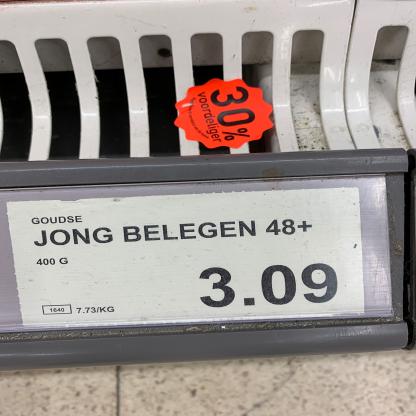 30%
voordeliger
GOUDSE
JONG BELEGEN 48+
400 G
3.09
1640 7.73/KG